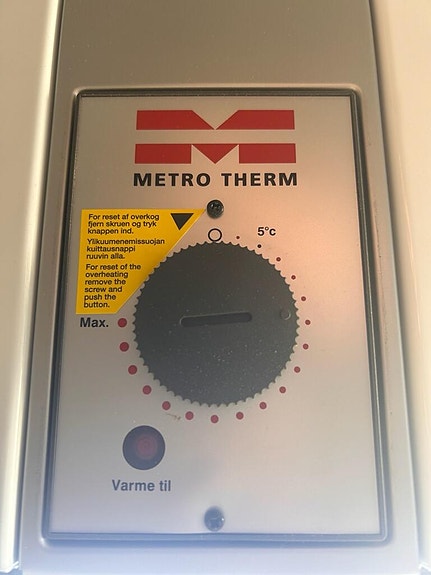 METRO THERM
For reset af overkog
fjern skruen og tryk
knappen ind.
Ylikuumenemissuojan
kuittausnappi
ruuvin alla.
For reset of the
overheating
remove the
screw and
push the
button.
5°c
Max.
Varme til